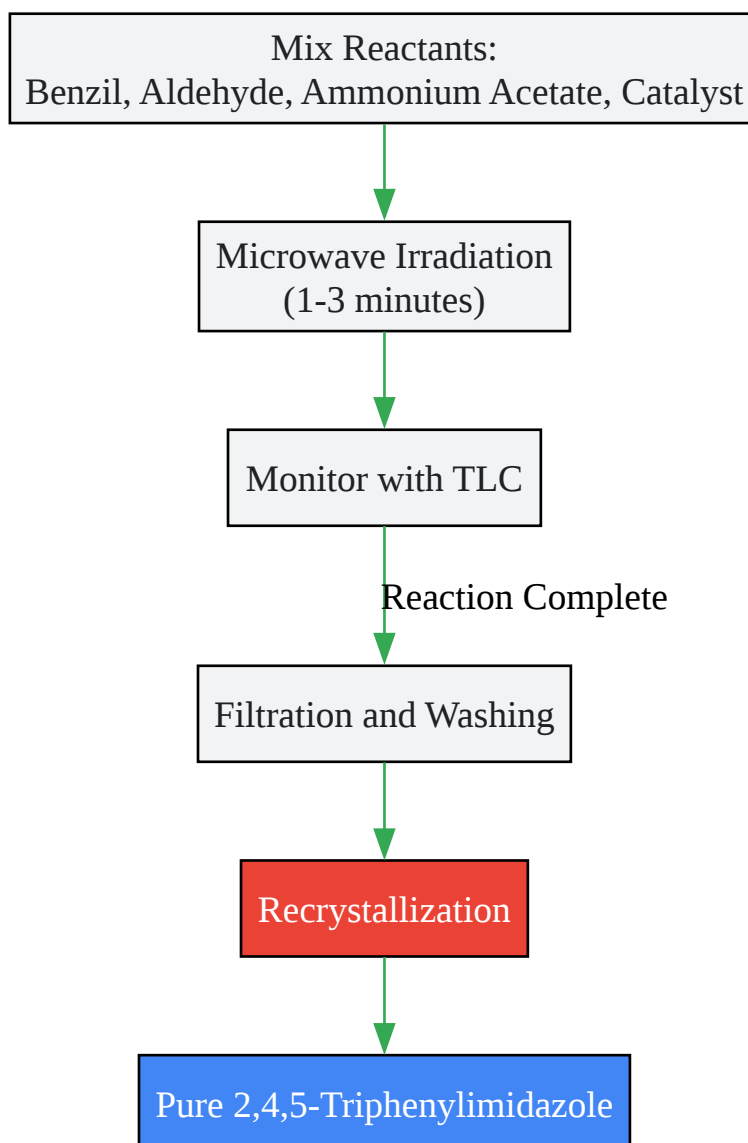 Mix Reactants:
Benzil, Aldehyde, Ammonium Acetate, Catalyst
Microwave Irradiation
(1-3 minutes)
Monitor with TLC
Reaction Complete
Filtration and Washing
Recrystallization
Pure 2,4,5-Triphenylimidazole